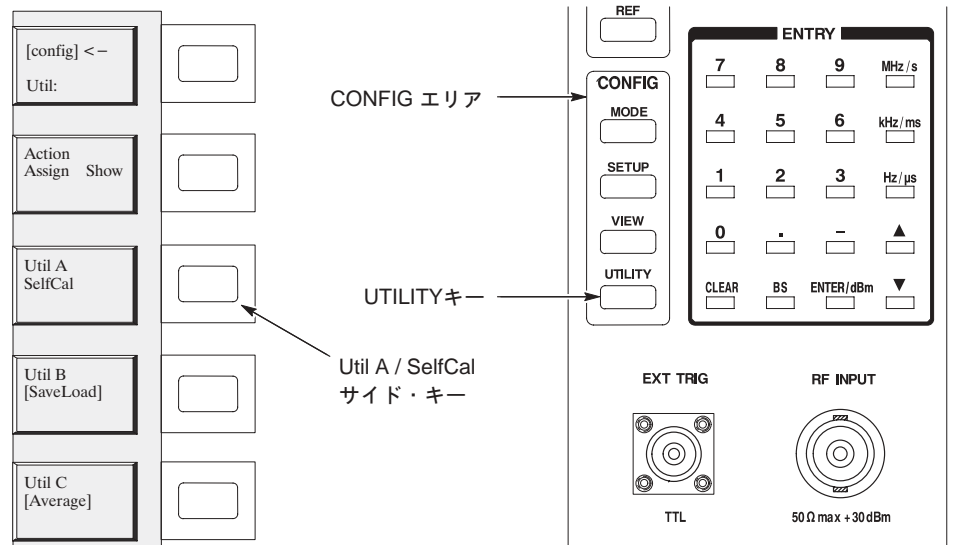 [config] <−
Util:
Action
Assign Show
Util A
SelfCal
Util B
[SaveLoad]
Util C
[Average]
CONFIG エリア
UTILITYキー
Util A / SelfCal
サイド・キー
REF
CONFIG
MODE
SETUP
VIEW
UTILITY
ENTRY
7 8 9 MHz/s
4 5 6 kHz/ms
1 2 3 Hz/µs
0 . − ▲
CLEAR BS ENTER/dBm ▼
EXT TRIG
TTL
RF INPUT
50 Ω max +30 dBm